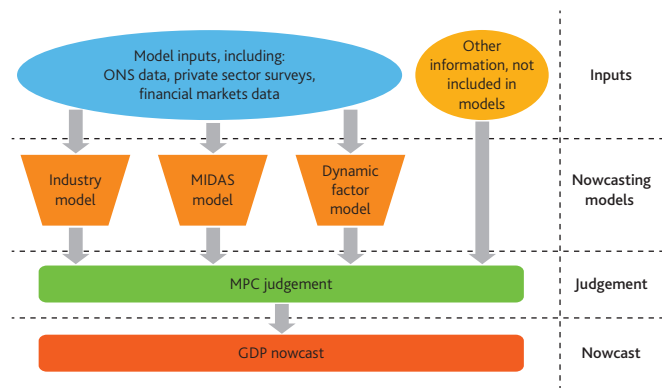 Model inputs, including:
ONS data, private sector surveys,
financial markets data
Other
information, not
included in
models
Inputs
Industry
model
MIDAS
model
Dynamic
factor
model
Nowcasting
models
MPC judgement
Judgement
GDP nowcast
Nowcast